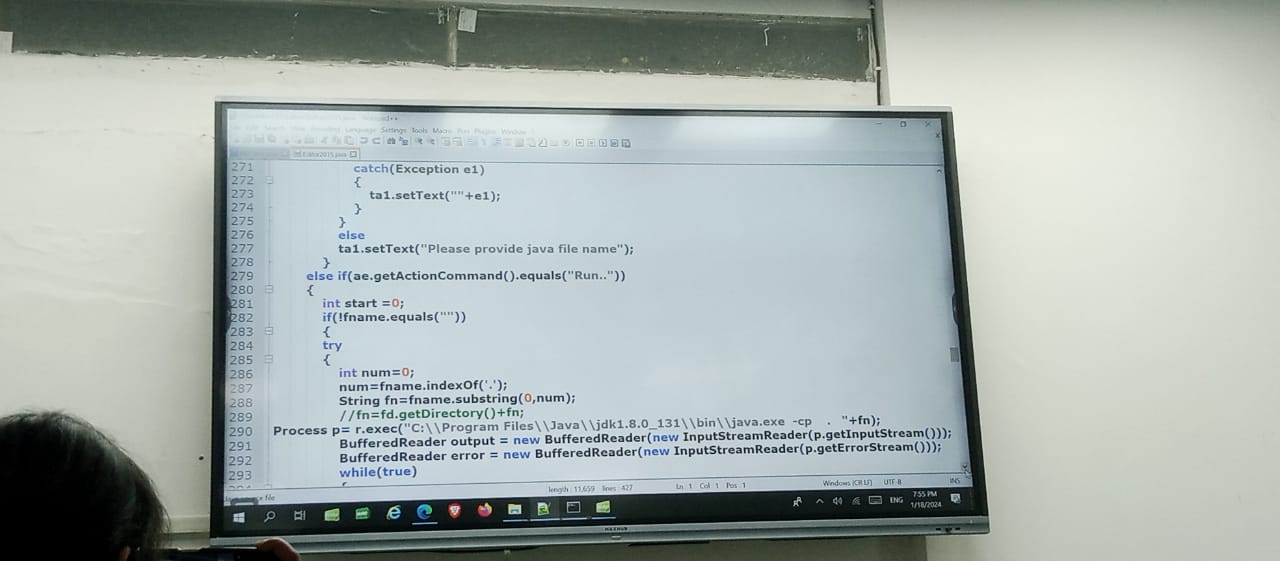 Notepad++
Search View Encoding Language Settings Tools Macro Run Plugins Window
Editor2015.java
271 catch(Exception e1)
272 {
273 ta1.setText(""+e1);
274 }
275 }
276 else
277 ta1.setText("Please provide java file name");
278 }
279 else if(ae.getActionCommand().equals("Run.."))
280 {
281 int start =0;
282 if(!fname.equals(""))
283 {
284 try
285 {
286 int num=0;
287 num=fname.indexOf('.');
288 String fn=fname.substring(0,num);
289 //fn=fd.getDirectory()+fn;
290 Process p= r.exec("C:\\Program Files\\Java\\jdk1.8.0_131\\bin\\java.exe -cp . "+fn);
291 BufferedReader output = new BufferedReader(new InputStreamReader(p.getInputStream()));
292 BufferedReader error = new BufferedReader(new InputStreamReader(p.getErrorStream()));
293 while(true)
file length : 11,659 lines : 427 Ln : 1 Col : 1 Pos : 1 Windows (CR LF) UTF-8 INS
ENG 7:55 PM
1/18/2024